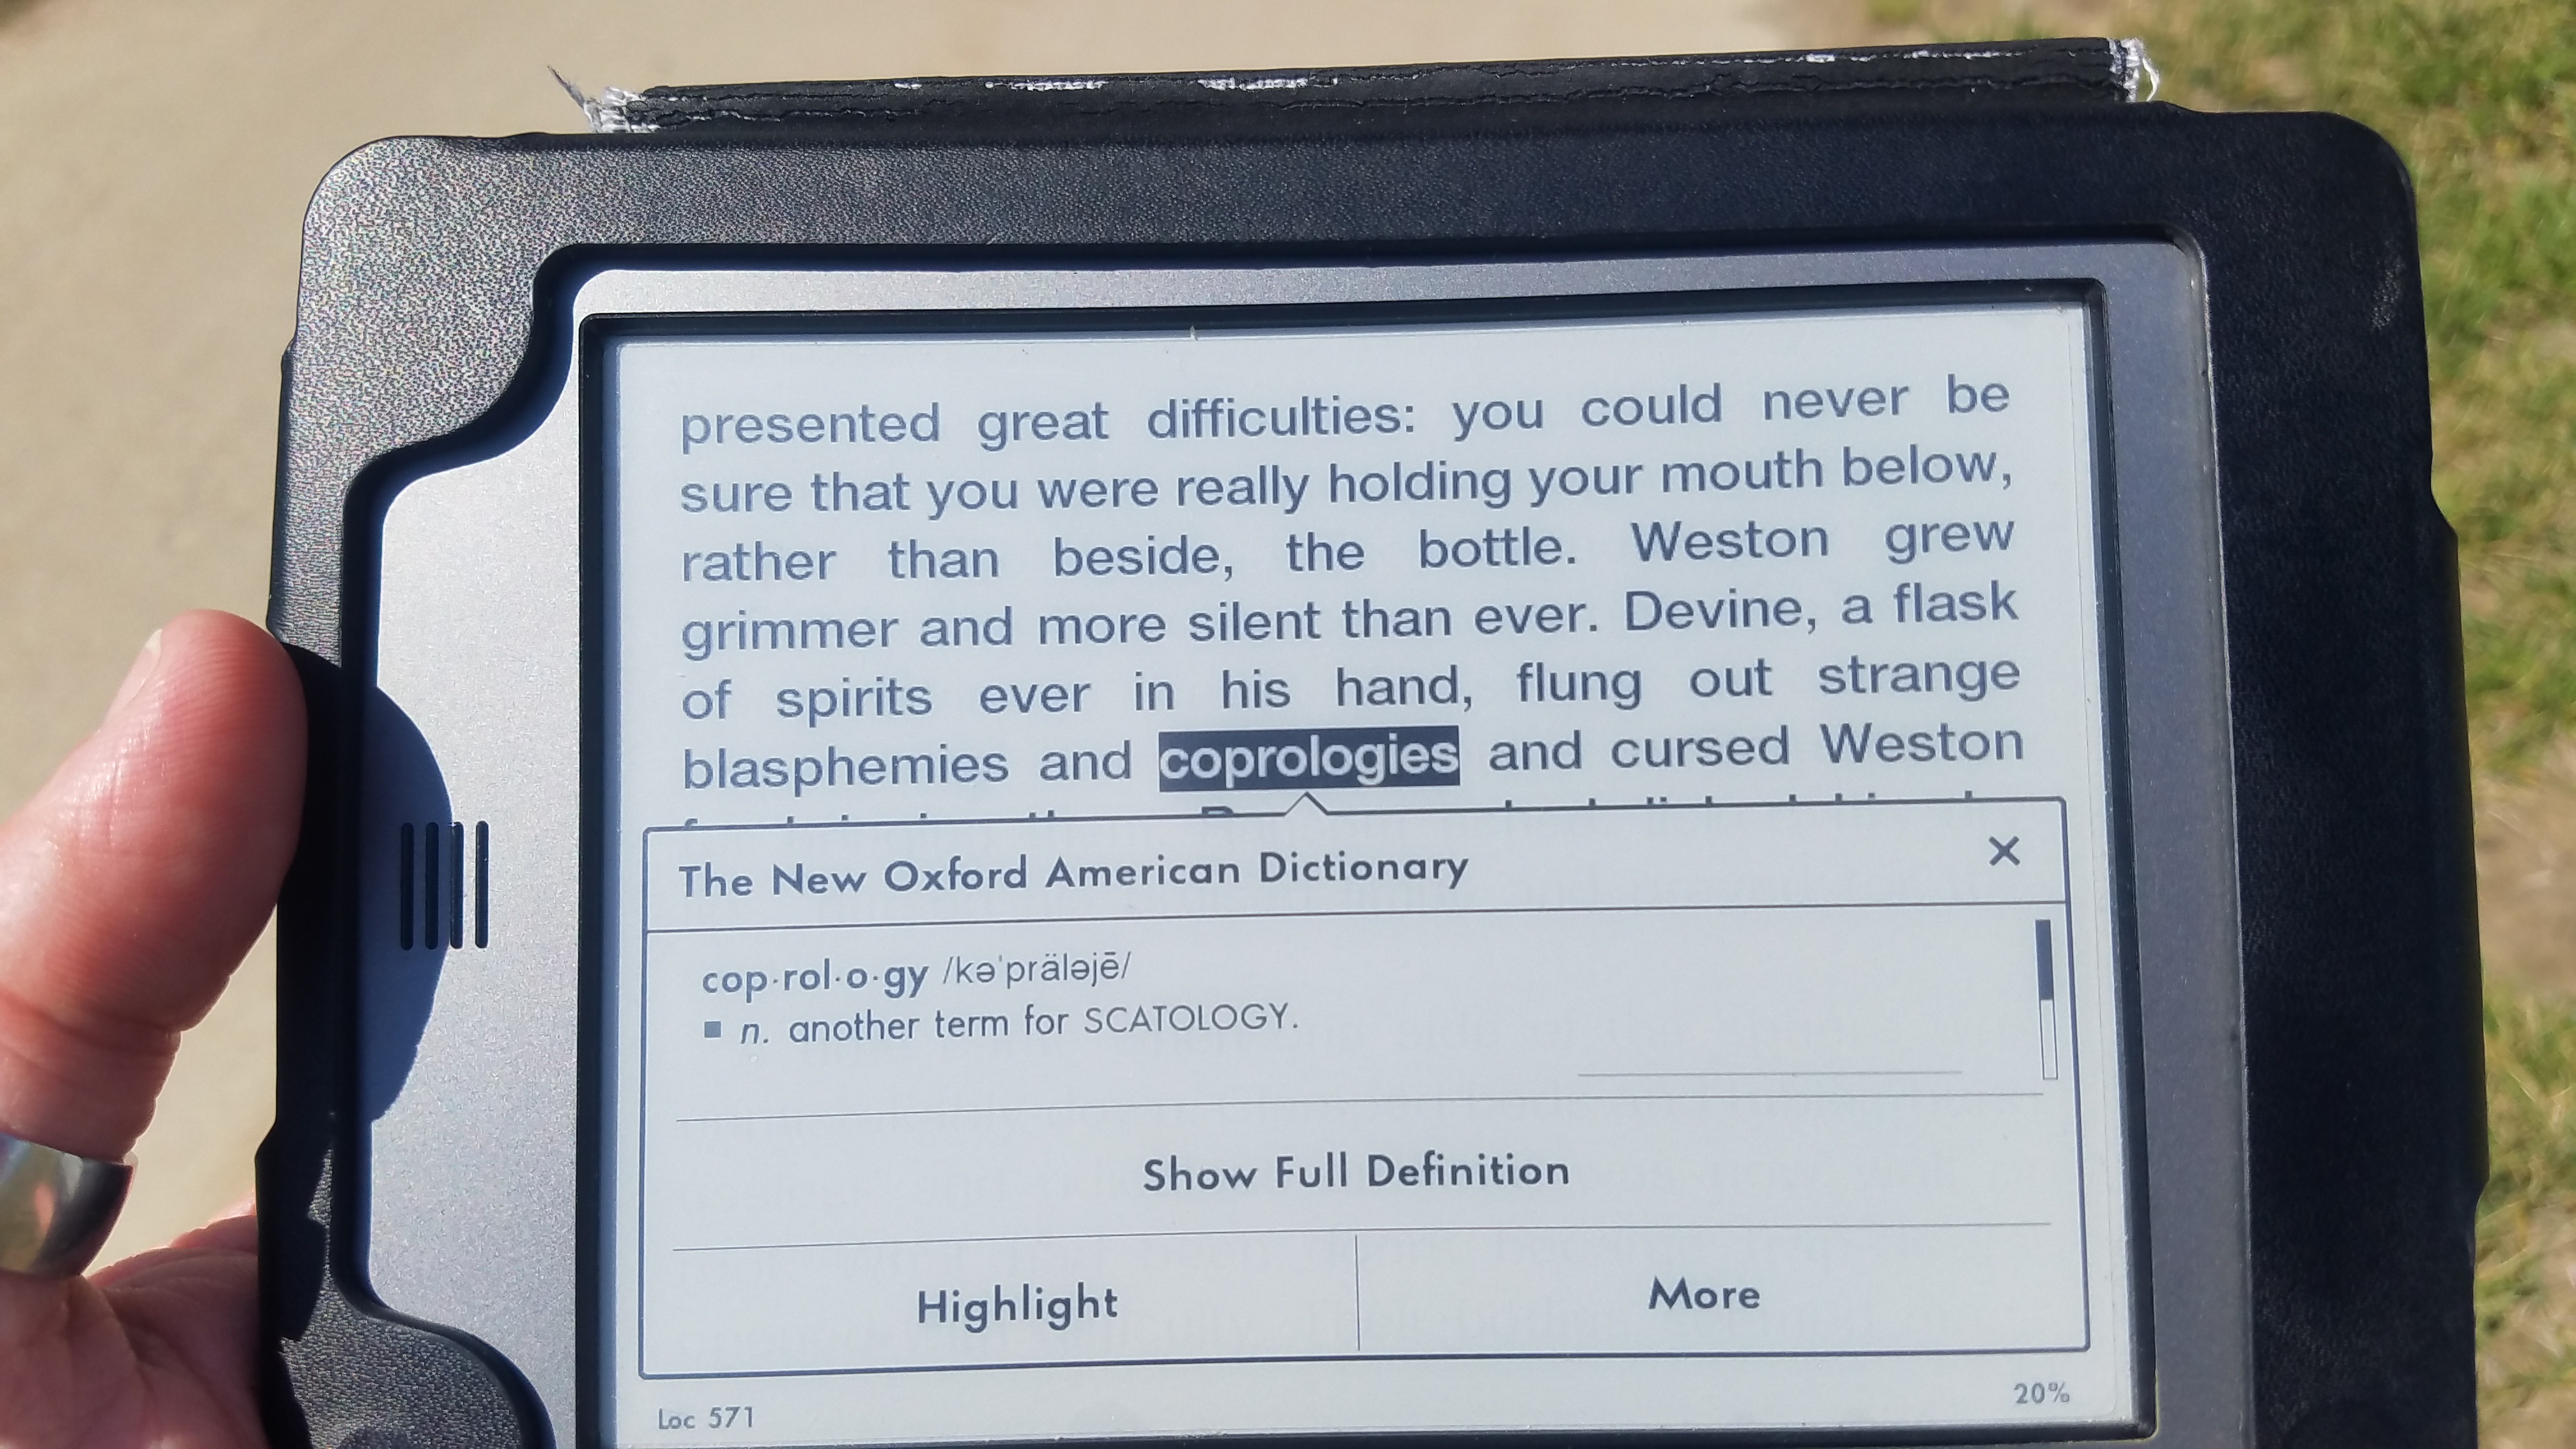 presented great difficulties: you could never be
sure that you were really holding your mouth below,
rather than beside, the bottle. Weston grew
grimmer and more silent than ever. Devine, a flask
of spirits ever in his hand, flung out strange
blasphemies and coprologies and cursed Weston
The New Oxford American Dictionary
cop·rol·o·gy /kəˈpräləjē/
▪ n. another term for SCATOLOGY.
Show Full Definition
Highlight More
Loc 571 20%